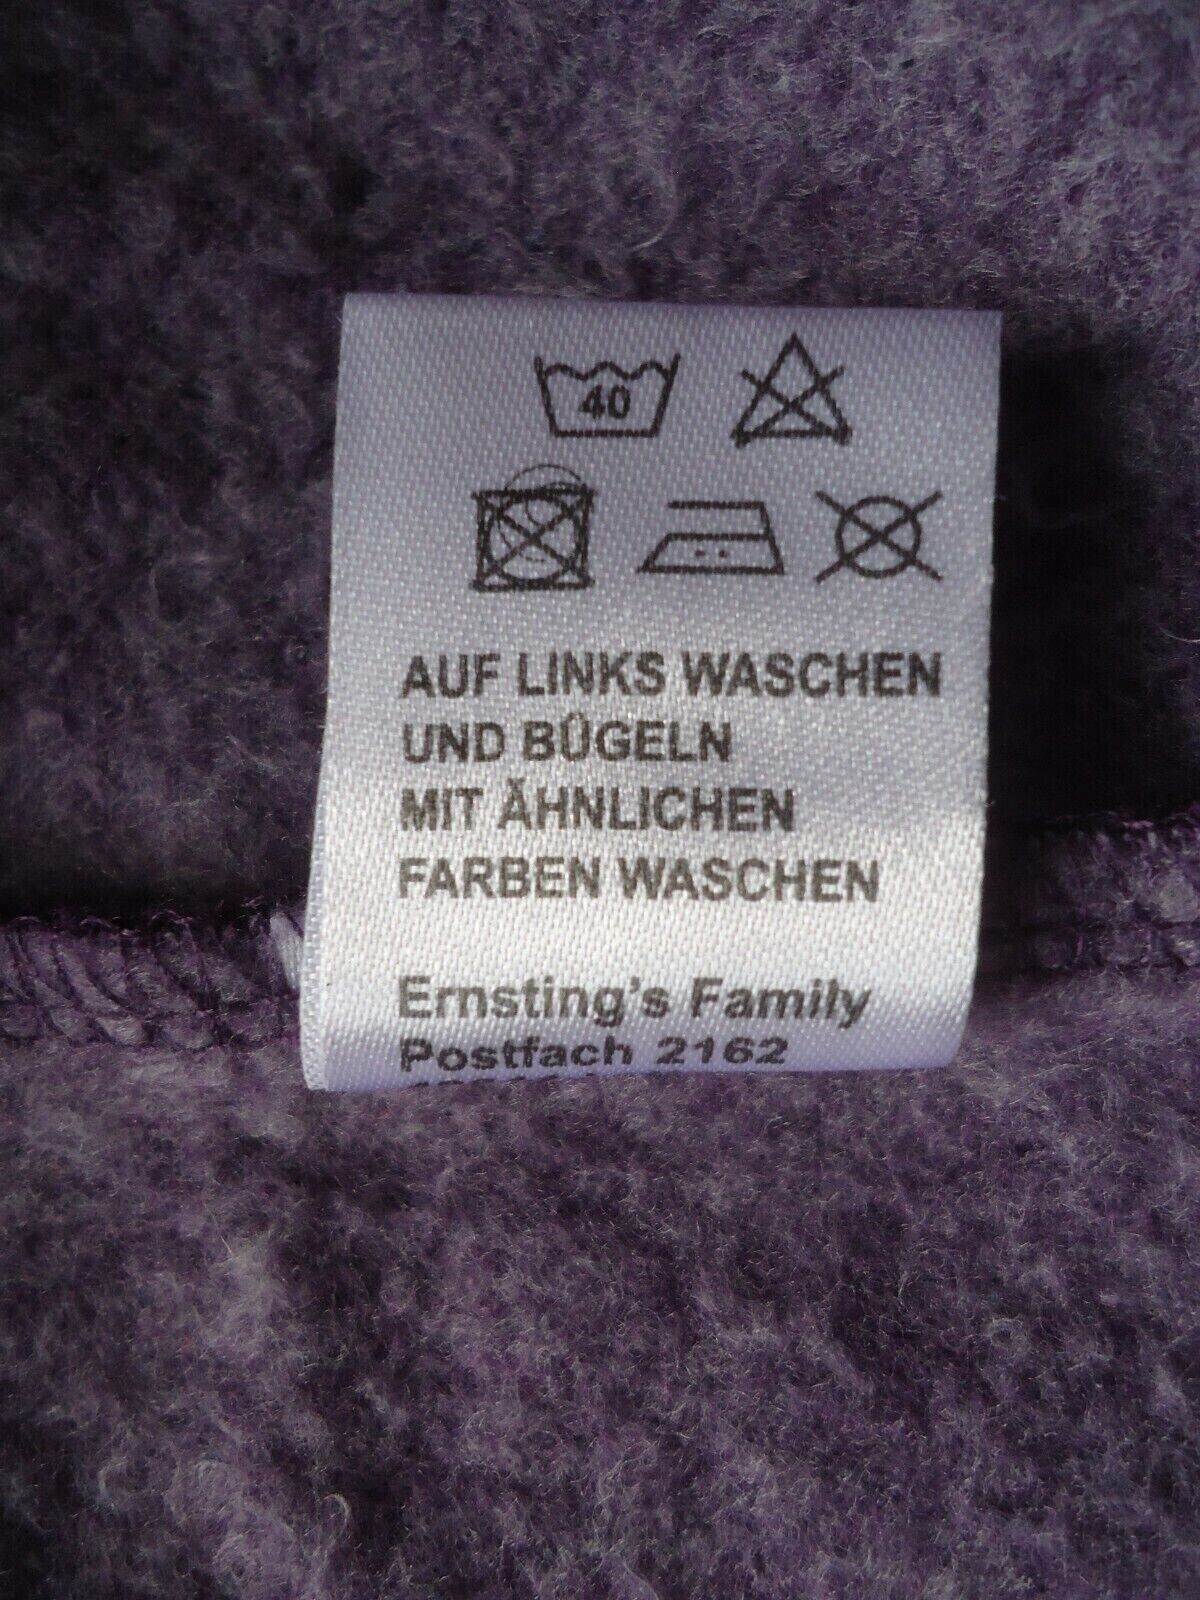 40
AUF LINKS WASCHEN
UND BÜGELN
MIT ÄHNLICHEN
FARBEN WASCHEN
Ernsting's Family
Postfach 2162